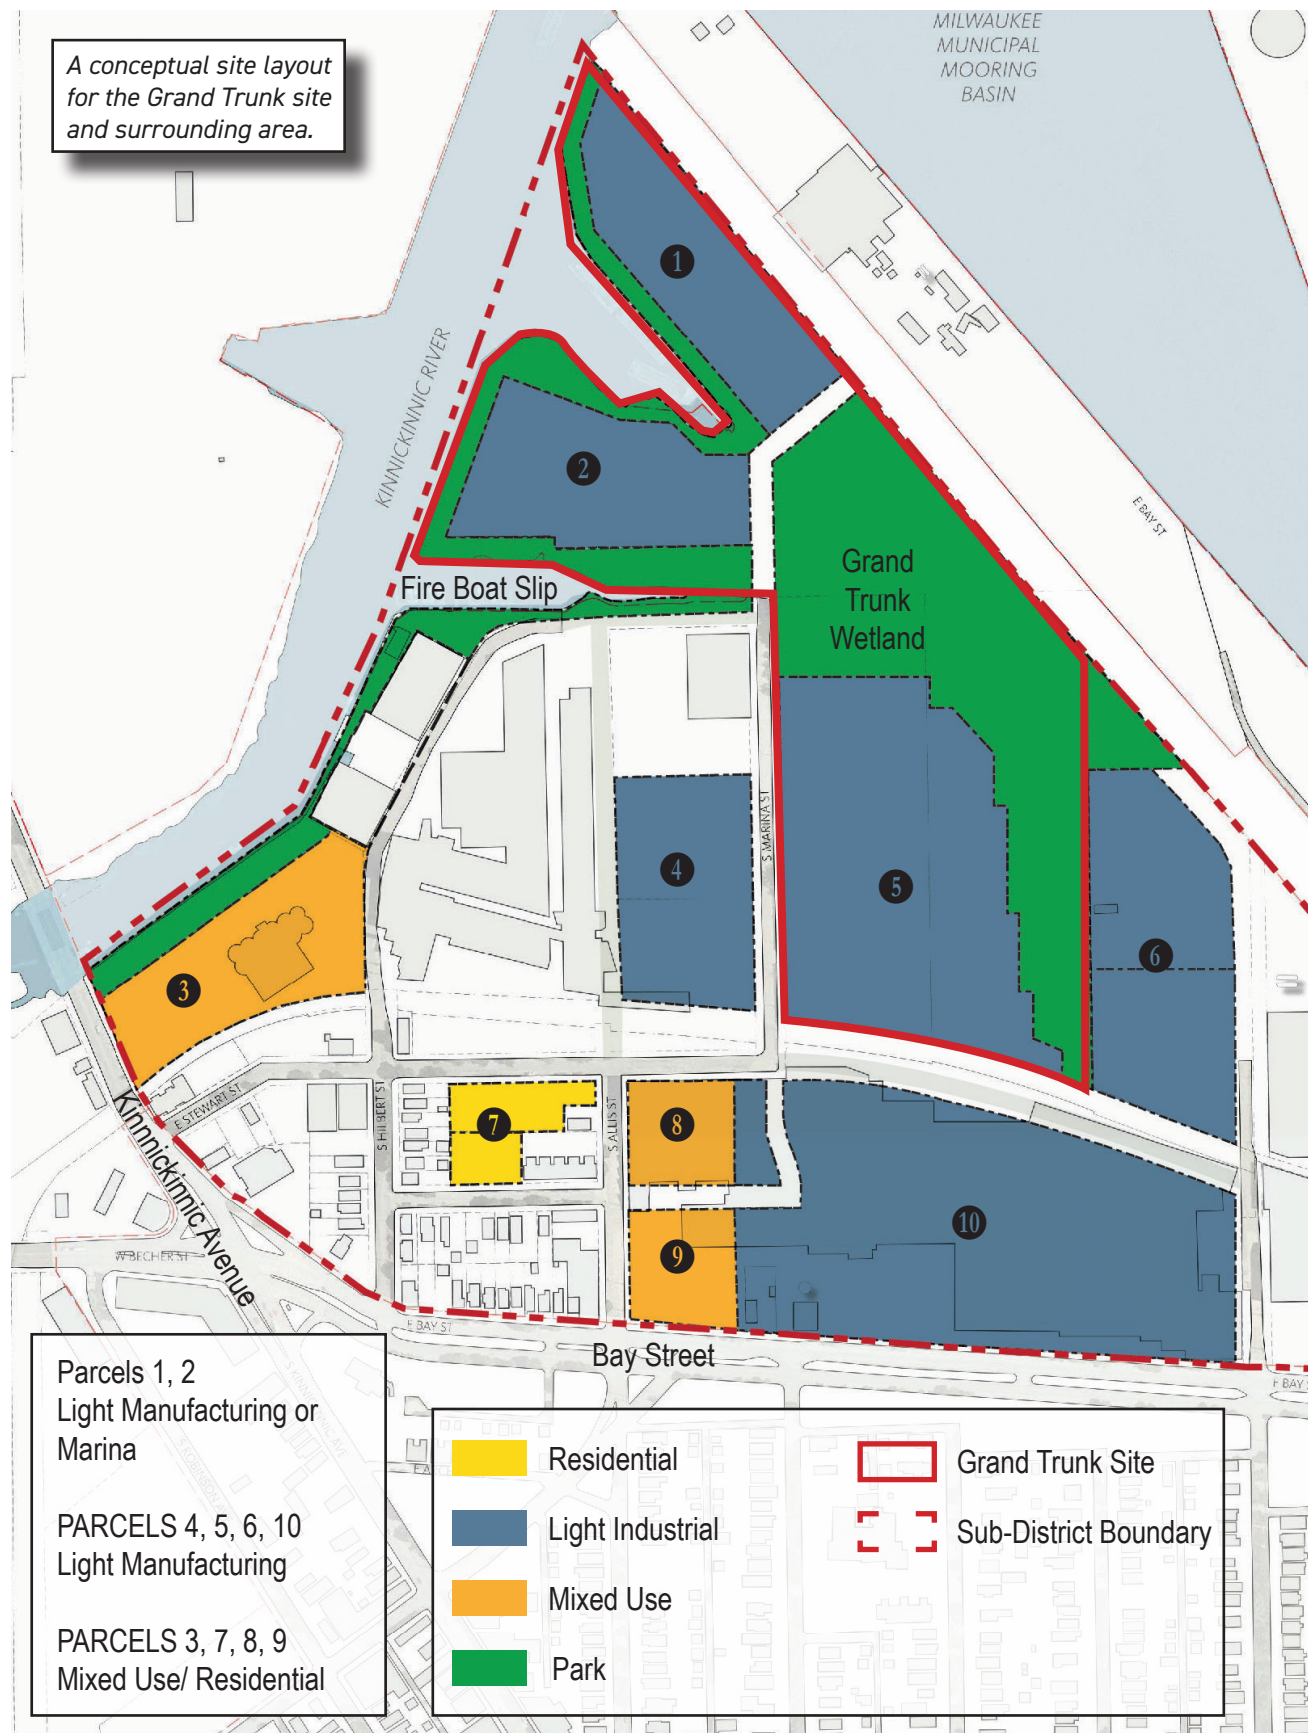 A conceptual site layout
for the Grand Trunk site
and surrounding area.
MILWAUKEE
MUNICIPAL
MOORING
BASIN
1
KINNICKINNIC RIVER
2
E BAY ST
Grand
Trunk
Wetland
Fire Boat Slip
S MARINA ST
4
5
6
3
E STEWART ST
S HILBERT ST
7
S ALLIS ST
8
Kinnnickinnic Avenue
10
9
W BECHER ST
E BAY ST
Bay Street
E BAY
S KINNICKINNIC AVE
S ROBINSON
Parcels 1, 2
Light Manufacturing or
Marina
PARCELS 4, 5, 6, 10
Light Manufacturing
PARCELS 3, 7, 8, 9
Mixed Use/ Residential
Residential
Light Industrial
Mixed Use
Park
Grand Trunk Site
Sub-District Boundary